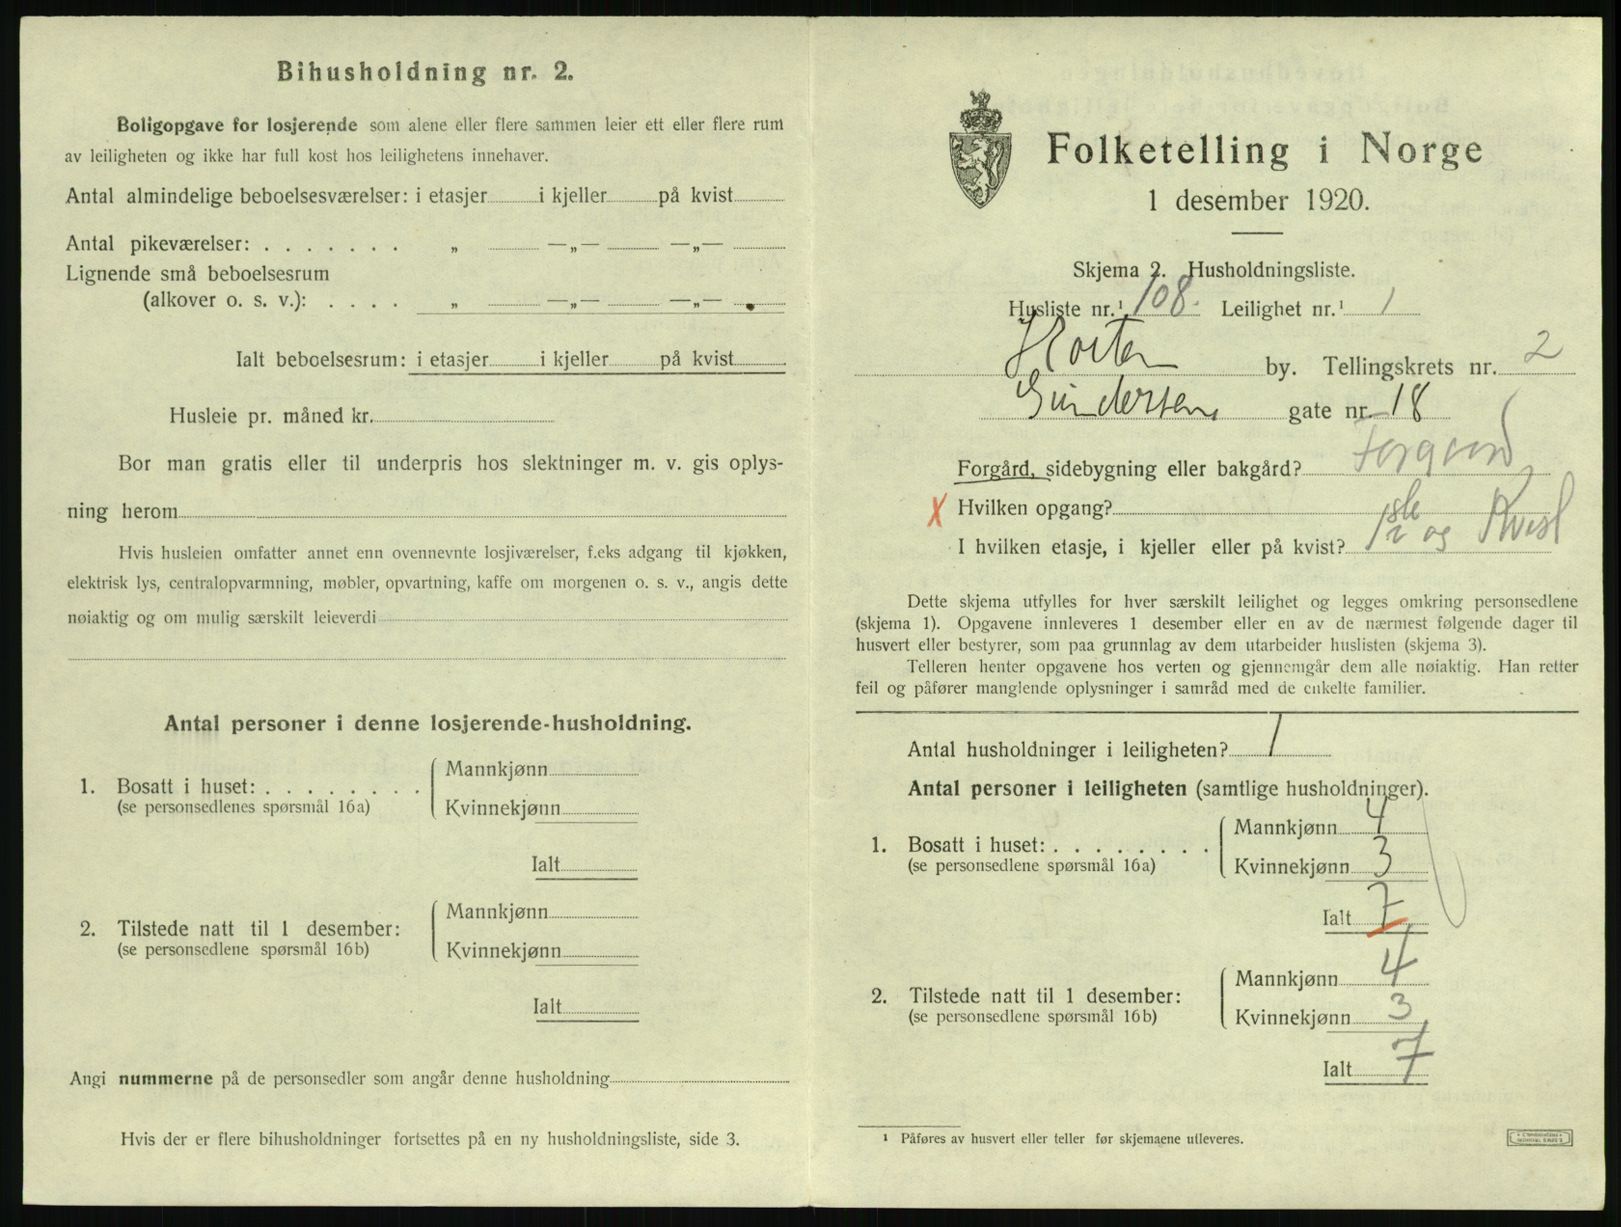 Bihusholdning nr. 2.
Boligopgave for losjerende som alene eller flere sammen leier ett eller flere rum
av leiligheten og ikke har full kost hos leilighetens innehaver.
Antal almindelige beboelsesværelser: i etasjer i kjeller på kvist
Antal pikeværelser: . . . . . . . „ —„— —„—
Lignende små beboelsesrum
(alkover o. s. v.): . . . . „ —„— —„—
Ialt beboelsesrum: i etasjer i kjeller på kvist
Husleie pr. måned kr.
Bor man gratis eller til underpris hos slektninger m. v. gis oplys-
ning herom
Hvis husleien omfatter annet enn ovennevnte losjiværelser, f.eks adgang til kjøkken,
elektrisk lys, centralopvarmning, møbler, opvartning, kaffe om morgenen o. s. v., angis dette
nøiaktig og om mulig særskilt leieverdi
Antal personer i denne losjerende-husholdning.
1. Bosatt i huset: . . . . . . . .
(se personsedlenes spørsmål 16a)
Mannkjønn
Kvinnekjønn
Ialt
2. Tilstede natt til 1 desember:
(se personsedlene spørsmål 16b)
Mannkjønn
Kvinnekjønn
Ialt
Angi nummerne på de personsedler som angår denne husholdning
Hvis der er flere bihusholdninger fortsettes på en ny husholdningsliste, side 3.
Folketelling i Norge
1 desember 1920.
Skjema 2. Husholdningsliste.
Husliste nr.¹ 108. Leilighet nr.¹ 1
Horten by. Tellingskrets nr. 2
Gundersens gate nr. 18
Forgård, sidebygning eller bakgård? Forgaard
X Hvilken opgang?
I hvilken etasje, i kjeller eller på kvist? 1ste og Kvist
Dette skjema utfylles for hver særskilt leilighet og legges omkring personsedlene
(skjema 1). Opgavene innleveres 1 desember eller en av de nærmest følgende dager til
husvert eller bestyrer, som paa grunnlag av dem utarbeider huslisten (skjema 3).
Telleren henter opgavene hos verten og gjennemgår dem alle nøiaktig. Han retter
feil og påfører manglende oplysninger i samråd med de enkelte familier.
Antal husholdninger i leiligheten? 1
Antal personer i leiligheten (samtlige husholdninger).
1. Bosatt i huset: . . . . . . . .
(se personsedlene spørsmål 16a)
Mannkjønn 4
Kvinnekjønn 3
Ialt 7
2. Tilstede natt til 1 desember:
(se personsedlene spørsmål 16b)
Mannkjønn 4
Kvinnekjønn 3
Ialt 7
¹ Påføres av husvert eller teller før skjemaene utleveres.